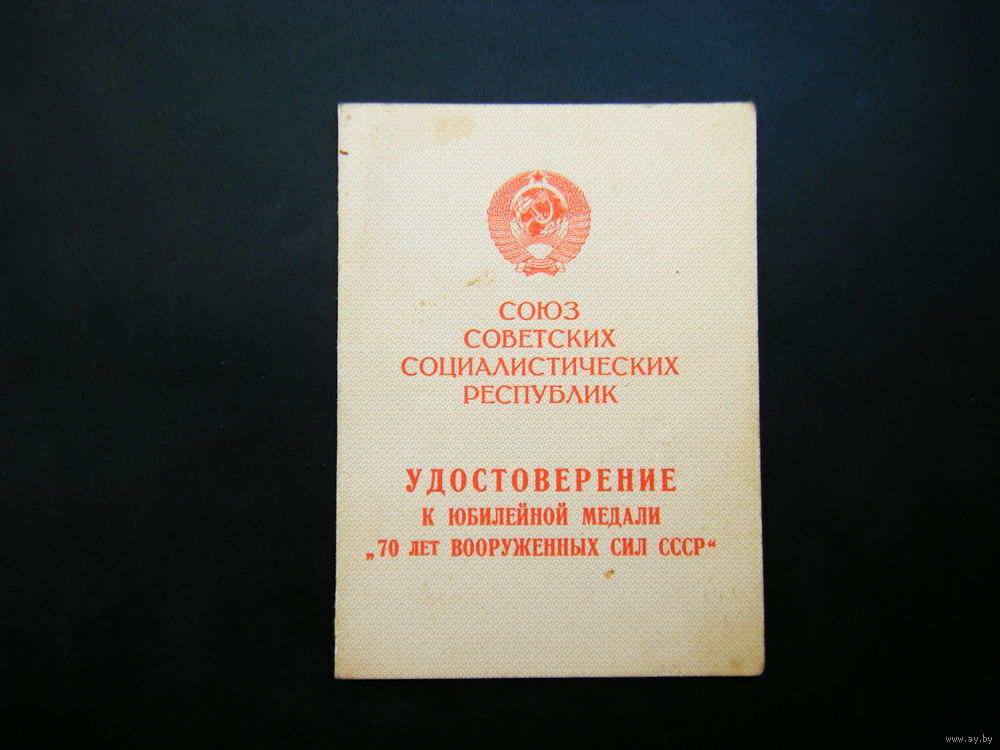 СОЮЗ
СОВЕТСКИХ
СОЦИАЛИСТИЧЕСКИХ
РЕСПУБЛИК
УДОСТОВЕРЕНИЕ
К ЮБИЛЕЙНОЙ МЕДАЛИ
„70 ЛЕТ ВООРУЖЕННЫХ СИЛ СССР“
www.ay.by